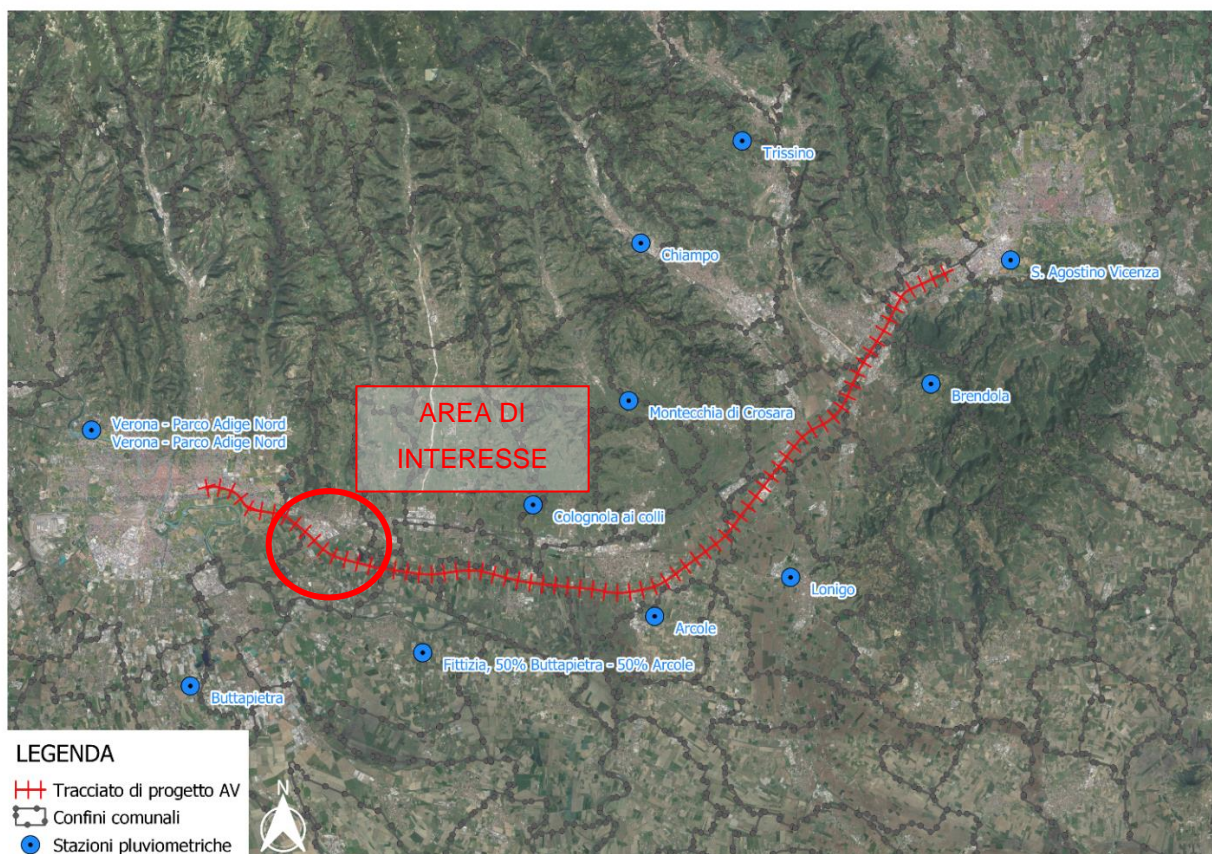 Trissino
Chiampo
S. Agostino Vicenza
Brendola
AREA DI
INTERESSE
Montecchia di Crosara
Verona - Parco Adige Nord
Verona - Parco Adige Nord
Colognola ai colli
Lonigo
Arcole
Fittizia, 50% Buttapietra - 50% Arcole
Buttapietra
LEGENDA
Tracciato di progetto AV
Confini comunali
Stazioni pluviometriche
N